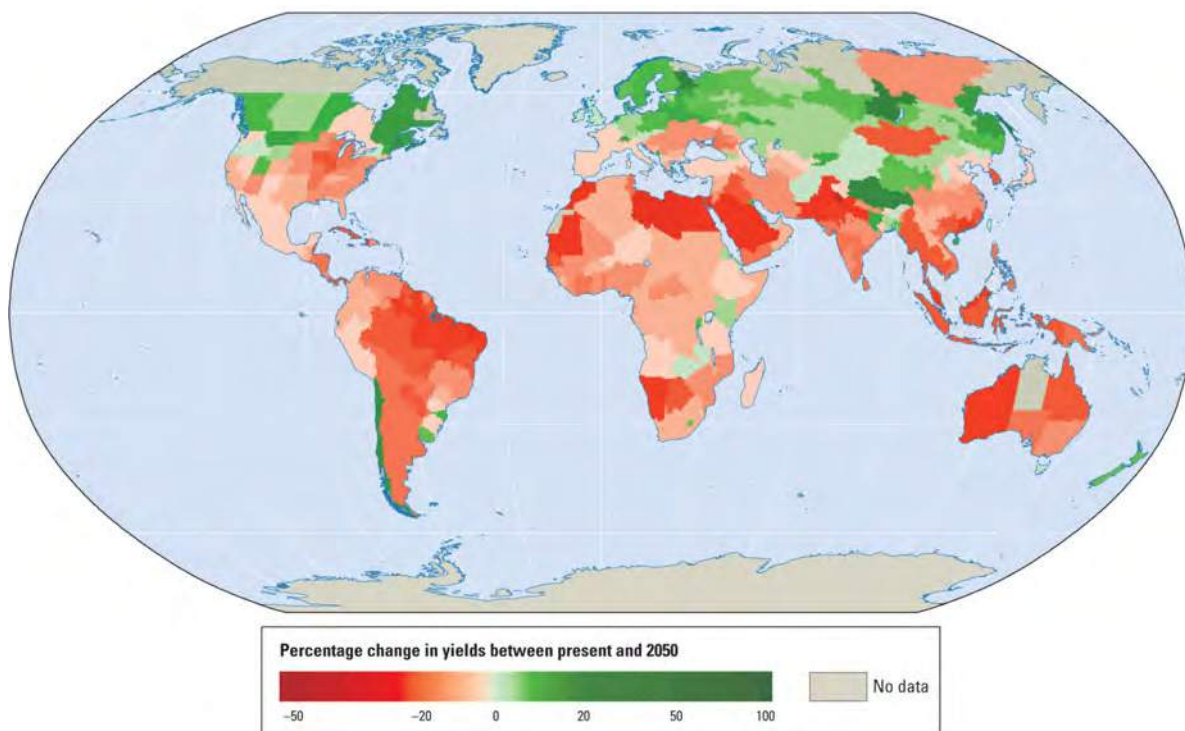 Percentage change in yields between present and 2050
No data
–50 –20 0 20 50 100